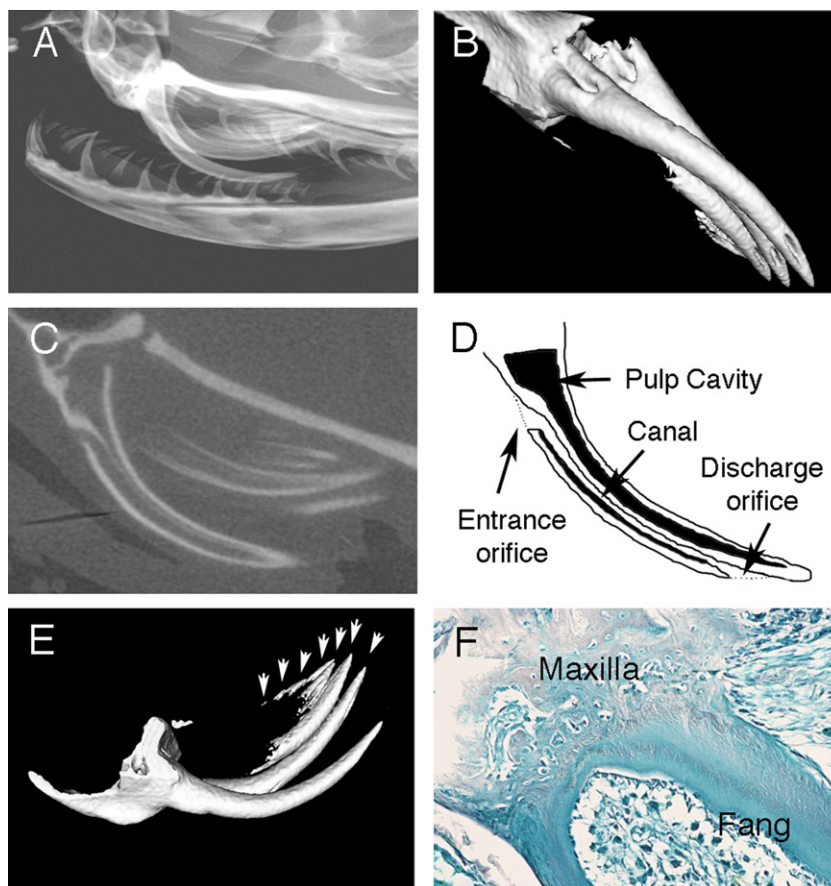 A
B
C
D
Pulp Cavity
Canal
Discharge
orifice
Entrance
orifice
E
F
Maxilla
Fang